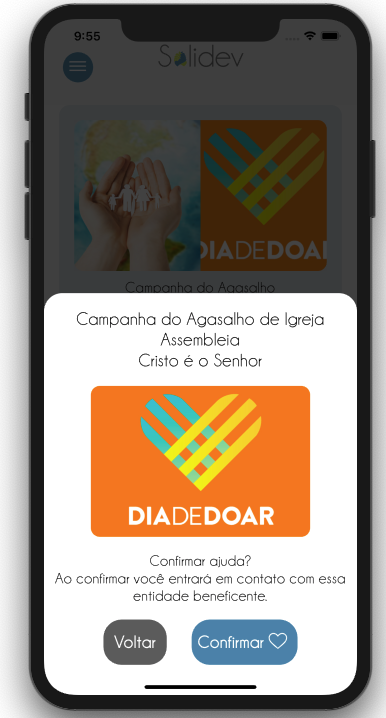 9:55
Solidev
DIADEDOAR
Campanha do Agasalho
Campanha do Agasalho de Igreja
Assembleia
Cristo é o Senhor
DIADEDOAR
Confirmar ajuda?
Ao confirmar você entrará em contato com essa
entidade beneficente.
Voltar
Confirmar